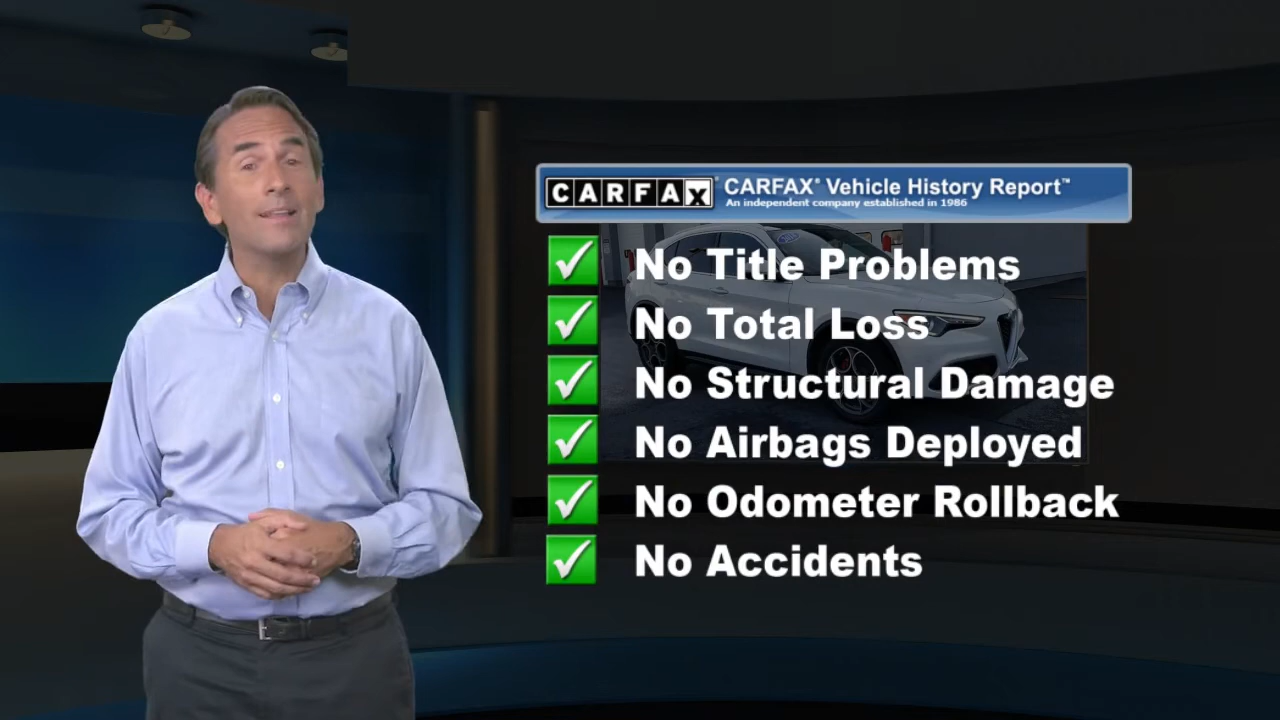 CARFAX® CARFAX® Vehicle History Report™
An independent company established in 1986
No Title Problems
No Total Loss
No Structural Damage
No Airbags Deployed
No Odometer Rollback
No Accidents